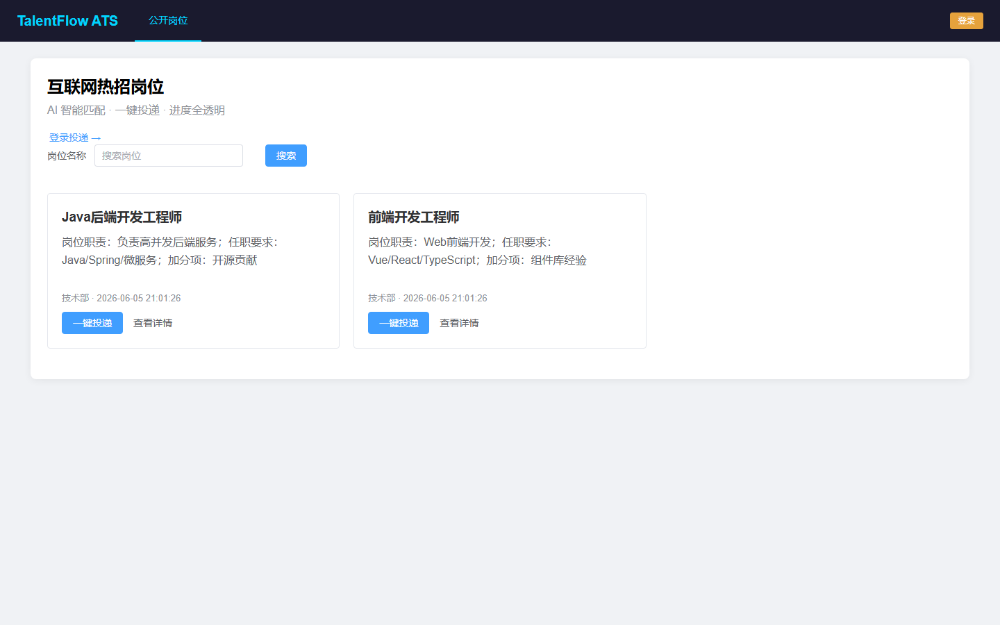 TalentFlow ATS
公开岗位
登录
互联网热招岗位
AI 智能匹配 · 一键投递 · 进度全透明
登录投递 →
岗位名称
搜索岗位
搜索
Java后端开发工程师
岗位职责：负责高并发后端服务；任职要求：
Java/Spring/微服务；加分项：开源贡献
技术部 · 2026-06-05 21:01:26
一键投递
查看详情
前端开发工程师
岗位职责：Web前端开发；任职要求：
Vue/React/TypeScript；加分项：组件库经验
技术部 · 2026-06-05 21:01:26
一键投递
查看详情